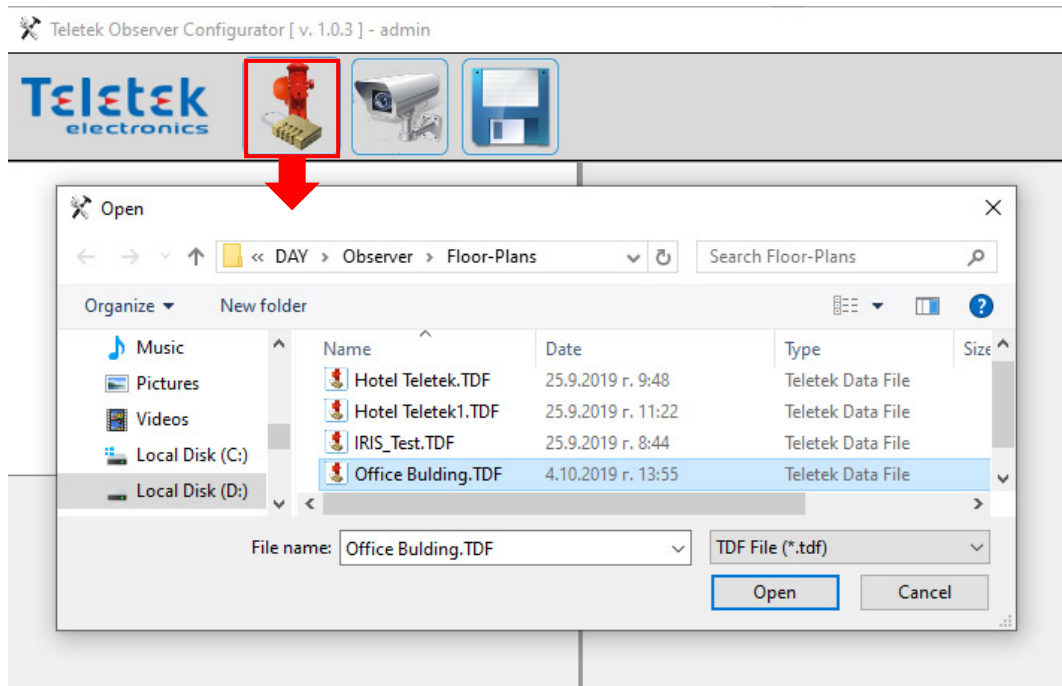 Teletek Observer Configurator [ v. 1.0.3 ] - admin
Teletek
electronics
Open
« DAY > Observer > Floor-Plans
Search Floor-Plans
Organize
New folder
Music
Pictures
Videos
Local Disk (C:)
Local Disk (D:)
Name Date Type Size
Hotel Teletek.TDF 25.9.2019 г. 9:48 Teletek Data File
Hotel Teletek1.TDF 25.9.2019 г. 11:22 Teletek Data File
IRIS_Test.TDF 25.9.2019 г. 8:44 Teletek Data File
Office Bulding.TDF 4.10.2019 г. 13:55 Teletek Data File
File name: Office Bulding.TDF TDF File (*.tdf)
Open Cancel